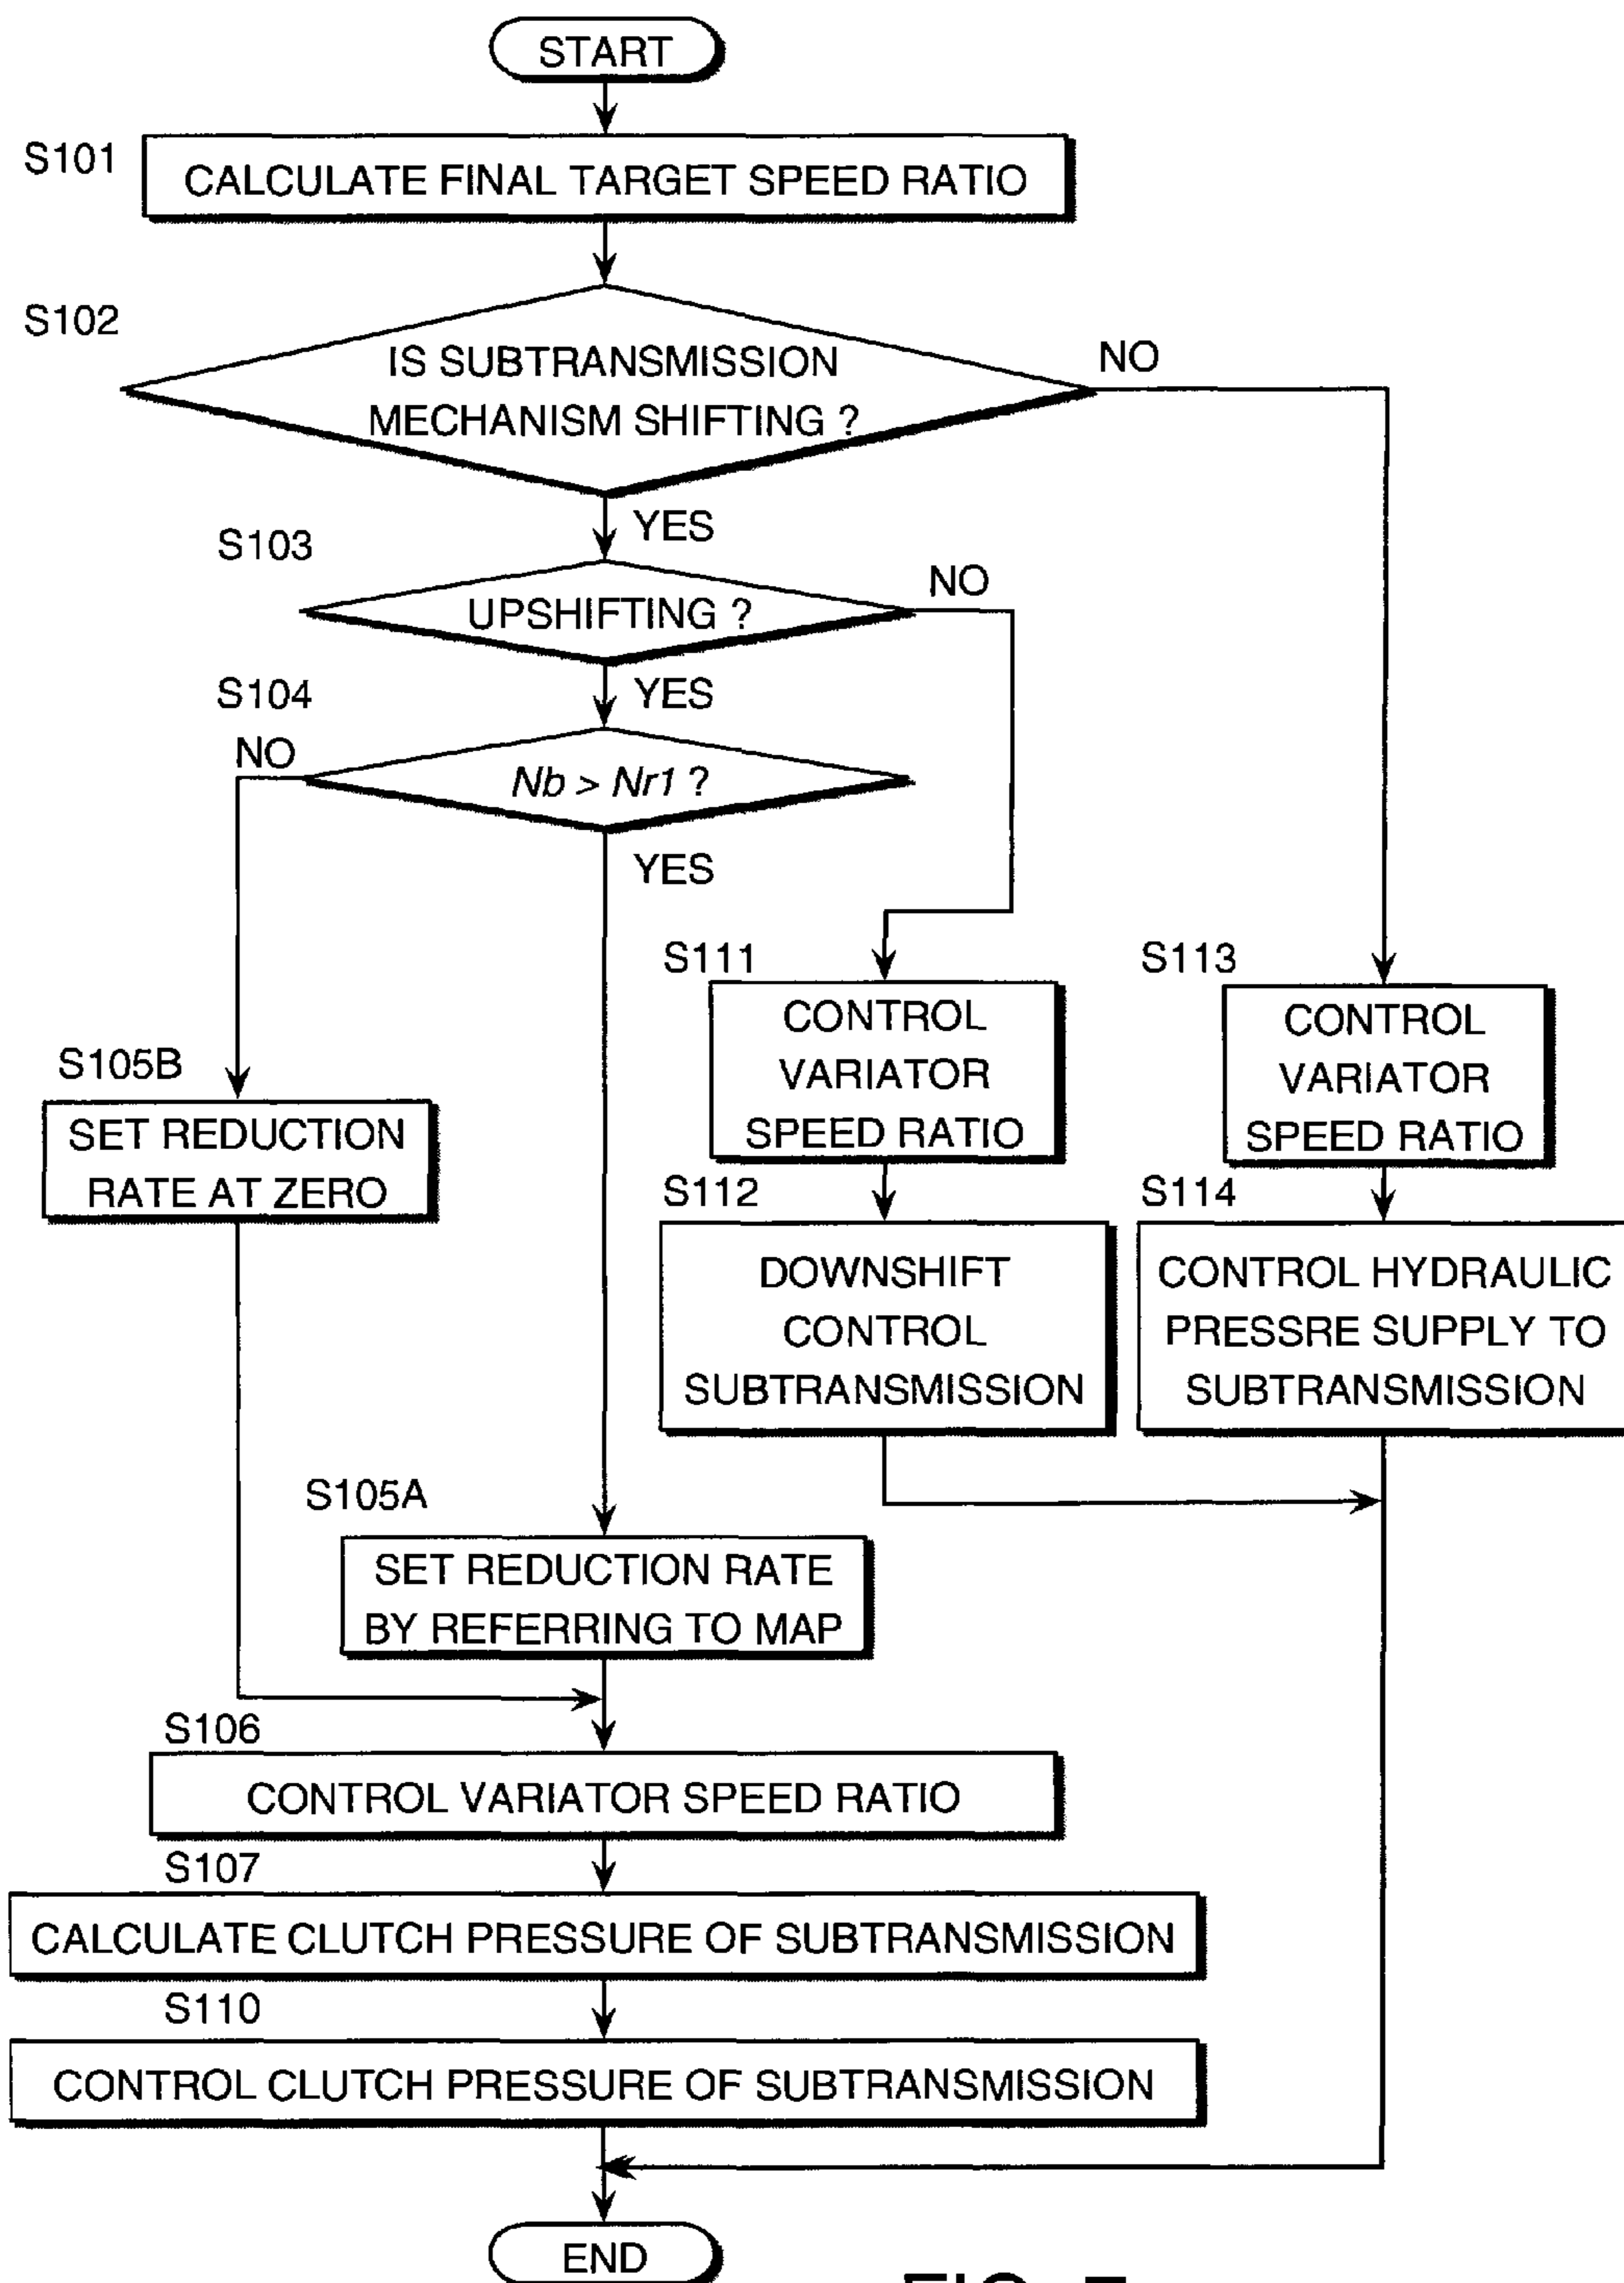 START
S101
CALCULATE FINAL TARGET SPEED RATIO
S102
IS SUBTRANSMISSION
MECHANISM SHIFTING ?
NO
YES
S103
UPSHIFTING ?
NO
YES
S104
NO
Nb > Nr1 ?
YES
S111
CONTROL
VARIATOR
SPEED RATIO
S113
CONTROL
VARIATOR
SPEED RATIO
S105B
SET REDUCTION
RATE AT ZERO
S112
DOWNSHIFT
CONTROL
SUBTRANSMISSION
S114
CONTROL HYDRAULIC
PRESSRE SUPPLY TO
SUBTRANSMISSION
S105A
SET REDUCTION RATE
BY REFERRING TO MAP
S106
CONTROL VARIATOR SPEED RATIO
S107
CALCULATE CLUTCH PRESSURE OF SUBTRANSMISSION
S110
CONTROL CLUTCH PRESSURE OF SUBTRANSMISSION
END